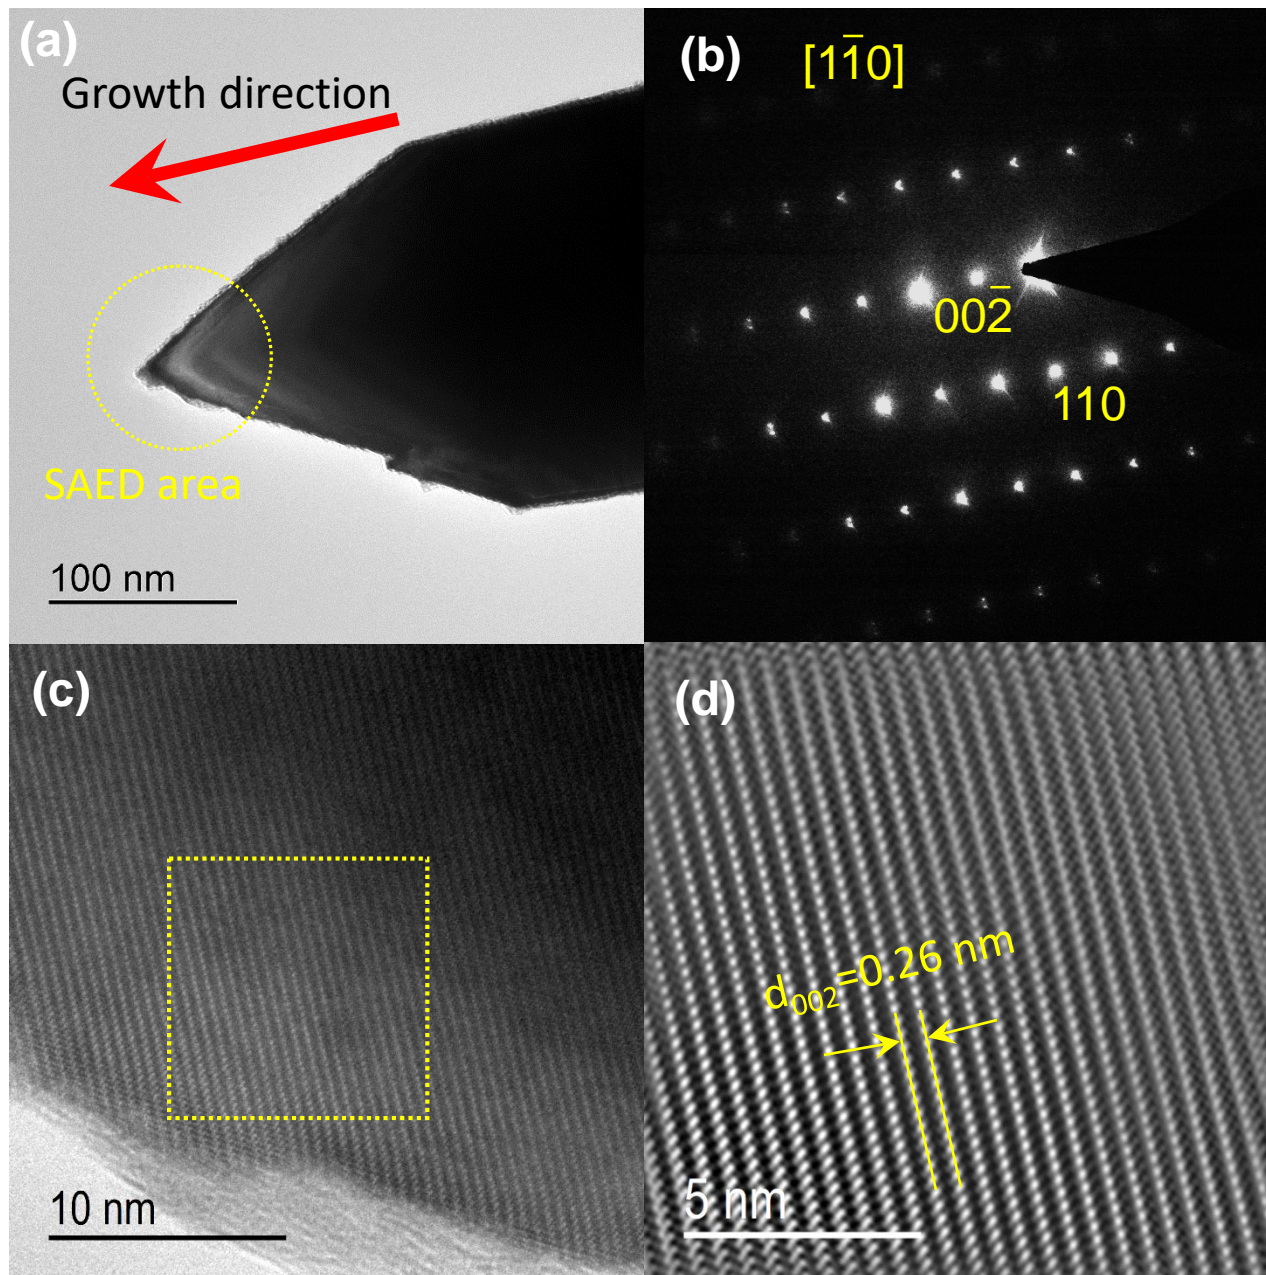 (a)
Growth direction
SAED area
100 nm
(b)
[11̅0]
002̅
110
(c)
10 nm
(d)
d₀₀₂=0.26 nm
5 nm